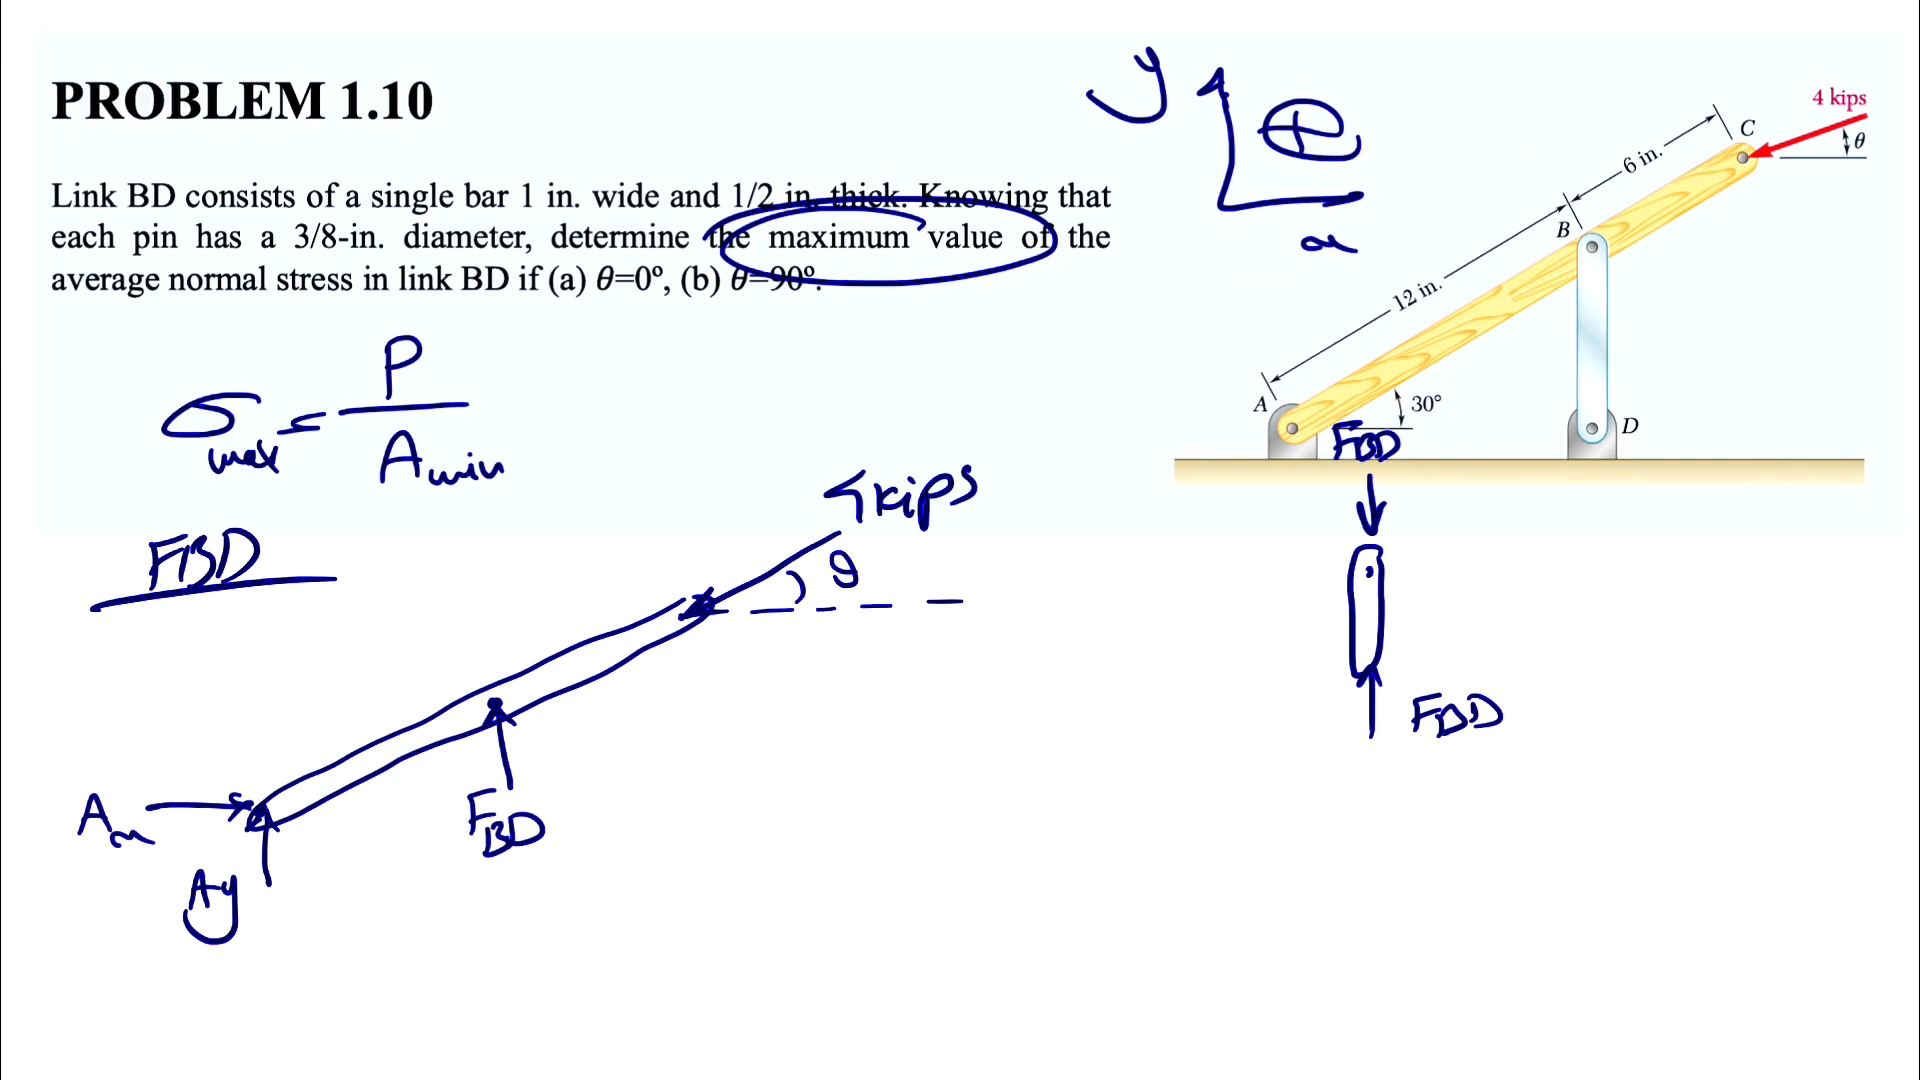 PROBLEM 1.10
Link BD consists of a single bar 1 in. wide and 1/2 in. thick. Knowing that
each pin has a 3/8-in. diameter, determine the maximum value of the
average normal stress in link BD if (a) θ=0º, (b) θ=90º.
y
x
4 kips
θ
C
6 in.
B
12 in.
A
30°
D
σmax = P / Amin
FBD
4kips
θ
Ax
Ay
FBD
FBD
FBD